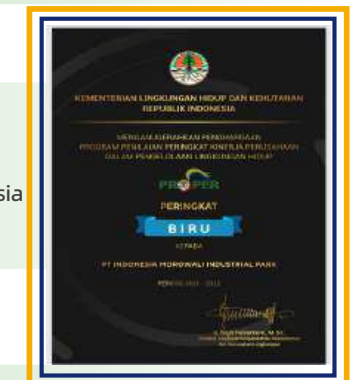 KEMENTERIAN LINGKUNGAN HIDUP DAN KEHUTANAN
REPUBLIK INDONESIA
MENGANUGERAHKAN PENGHARGAAN
PROGRAM PENILAIAN PERINGKAT KINERJA PERUSAHAAN
DALAM PENGELOLAAN LINGKUNGAN HIDUP
PROPER
PERINGKAT
sia
BIRU
KEPADA
PT INDONESIA MOROWALI INDUSTRIAL PARK
PERIODE